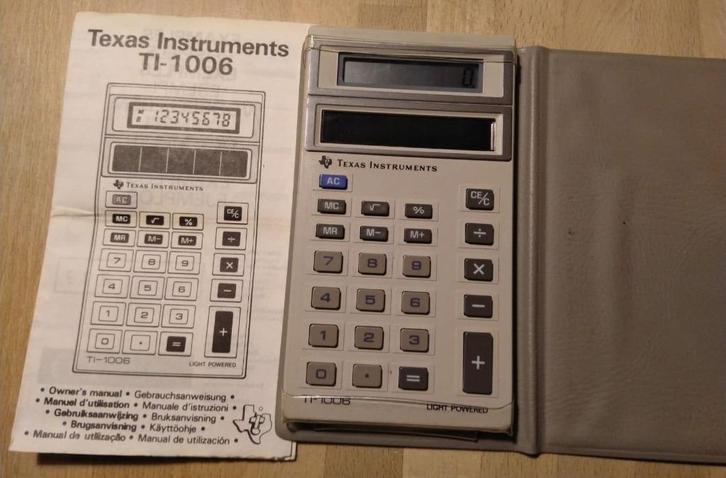 Texas Instruments
TI-1006
M
E
12345678
TEXAS INSTRUMENTS
AC
MC √ % CE/C
MR M− M+ ÷
7 8 9 ×
4 5 6 −
1 2 3 +
0 · =
TI-1006 LIGHT POWERED
• Owner's manual • Gebrauchsanweisung •
• Manuel d'utilisation • Manuale d'istruzioni •
• Gebruiksaanwijzing • Bruksanvisning •
• Brugsanvisning • Käyttöohje •
• Manual de utilização • Manual de utilización •
0
TEXAS INSTRUMENTS
AC
MC √ % CE/C
MR M− M+ ÷
7 8 9 ×
4 5 6 −
1 2 3 +
0 · =
TI-1006 LIGHT POWERED